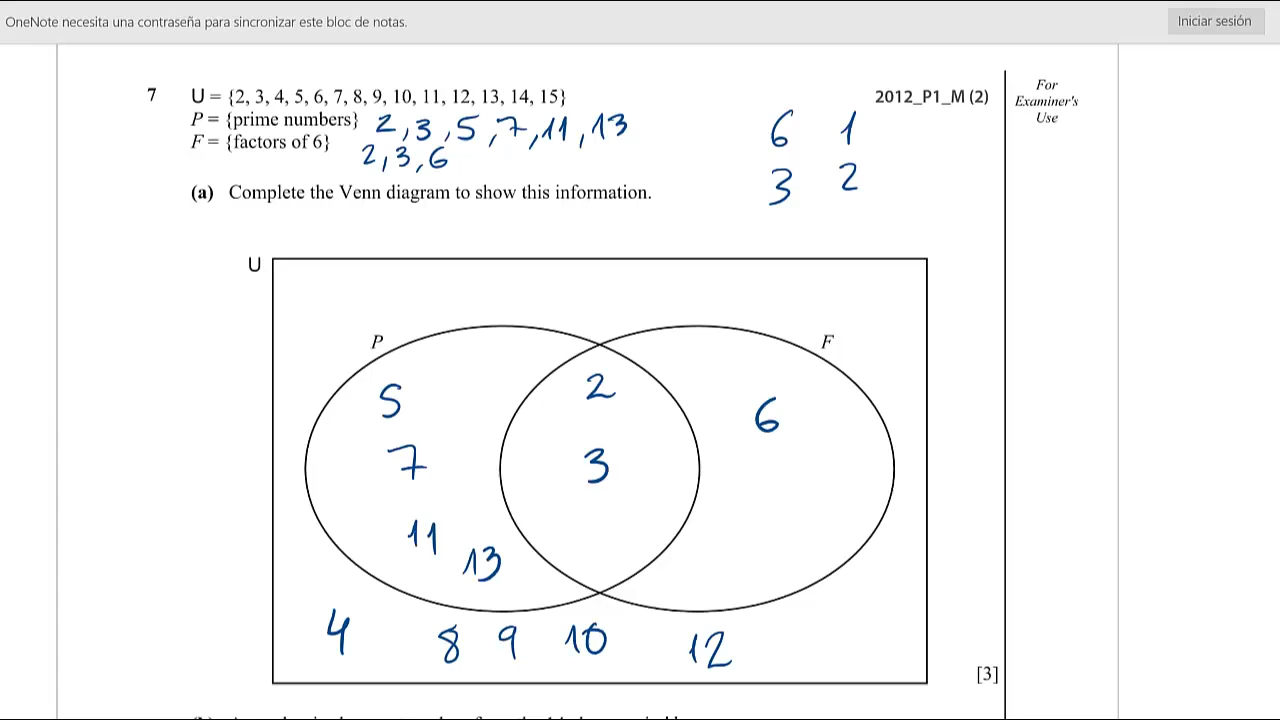 OneNote necesita una contraseña para sincronizar este bloc de notas.
Iniciar sesión
7 U = {2, 3, 4, 5, 6, 7, 8, 9, 10, 11, 12, 13, 14, 15}
2012_P1_M (2)
For
Examiner's
Use
P = {prime numbers} 2, 3, 5, 7, 11, 13
F = {factors of 6} 2, 3, 6
6 1
3 2
(a) Complete the Venn diagram to show this information.
U
P
F
5
2
6
7
3
11
13
4 8 9 10 12
[3]